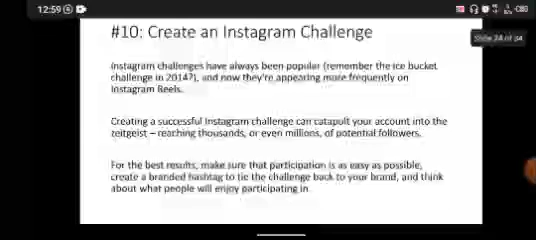 12:59
#10: Create an Instagram Challenge
Slide 24 of 34
Instagram challenges have always been popular (remember the ice bucket
challenge in 2014?), and now they're appearing more frequently on
Instagram Reels.
Creating a successful Instagram challenge can catapult your account into the
zeitgeist – reaching thousands, or even millions, of potential followers.
For the best results, make sure that participation is as easy as possible,
create a branded hashtag to tie the challenge back to your brand, and think
about what people will enjoy participating in.